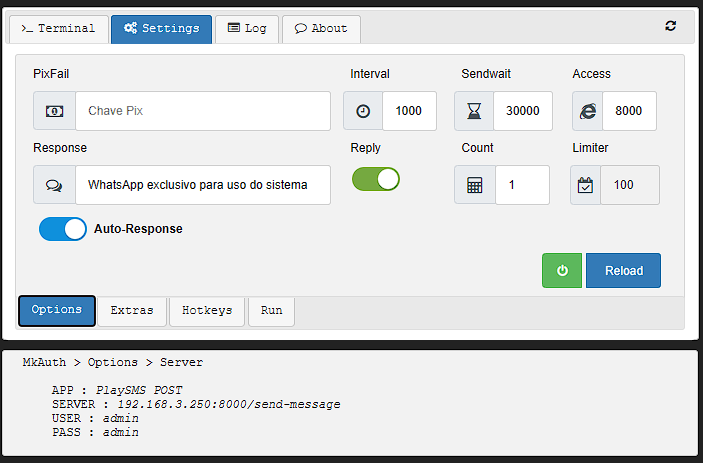 >_ Terminal Settings Log About
PixFail Interval Sendwait Access
Chave Pix 1000 30000 8000
Response Reply Count Limiter
WhatsApp exclusivo para uso do sistema 1 100
Auto-Response
Reload
Options Extras Hotkeys Run
MkAuth > Options > Server
APP : PlaySMS POST
SERVER : 192.168.3.250:8000/send-message
USER : admin
PASS : admin